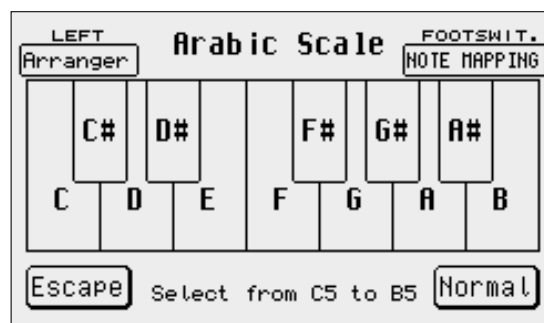 LEFT
Arabic Scale
FOOTSWIT.
Arranger
NOTE MAPPING
C# D# F# G# A#
C D E F G A B
Escape
Select from C5 to B5
Normal